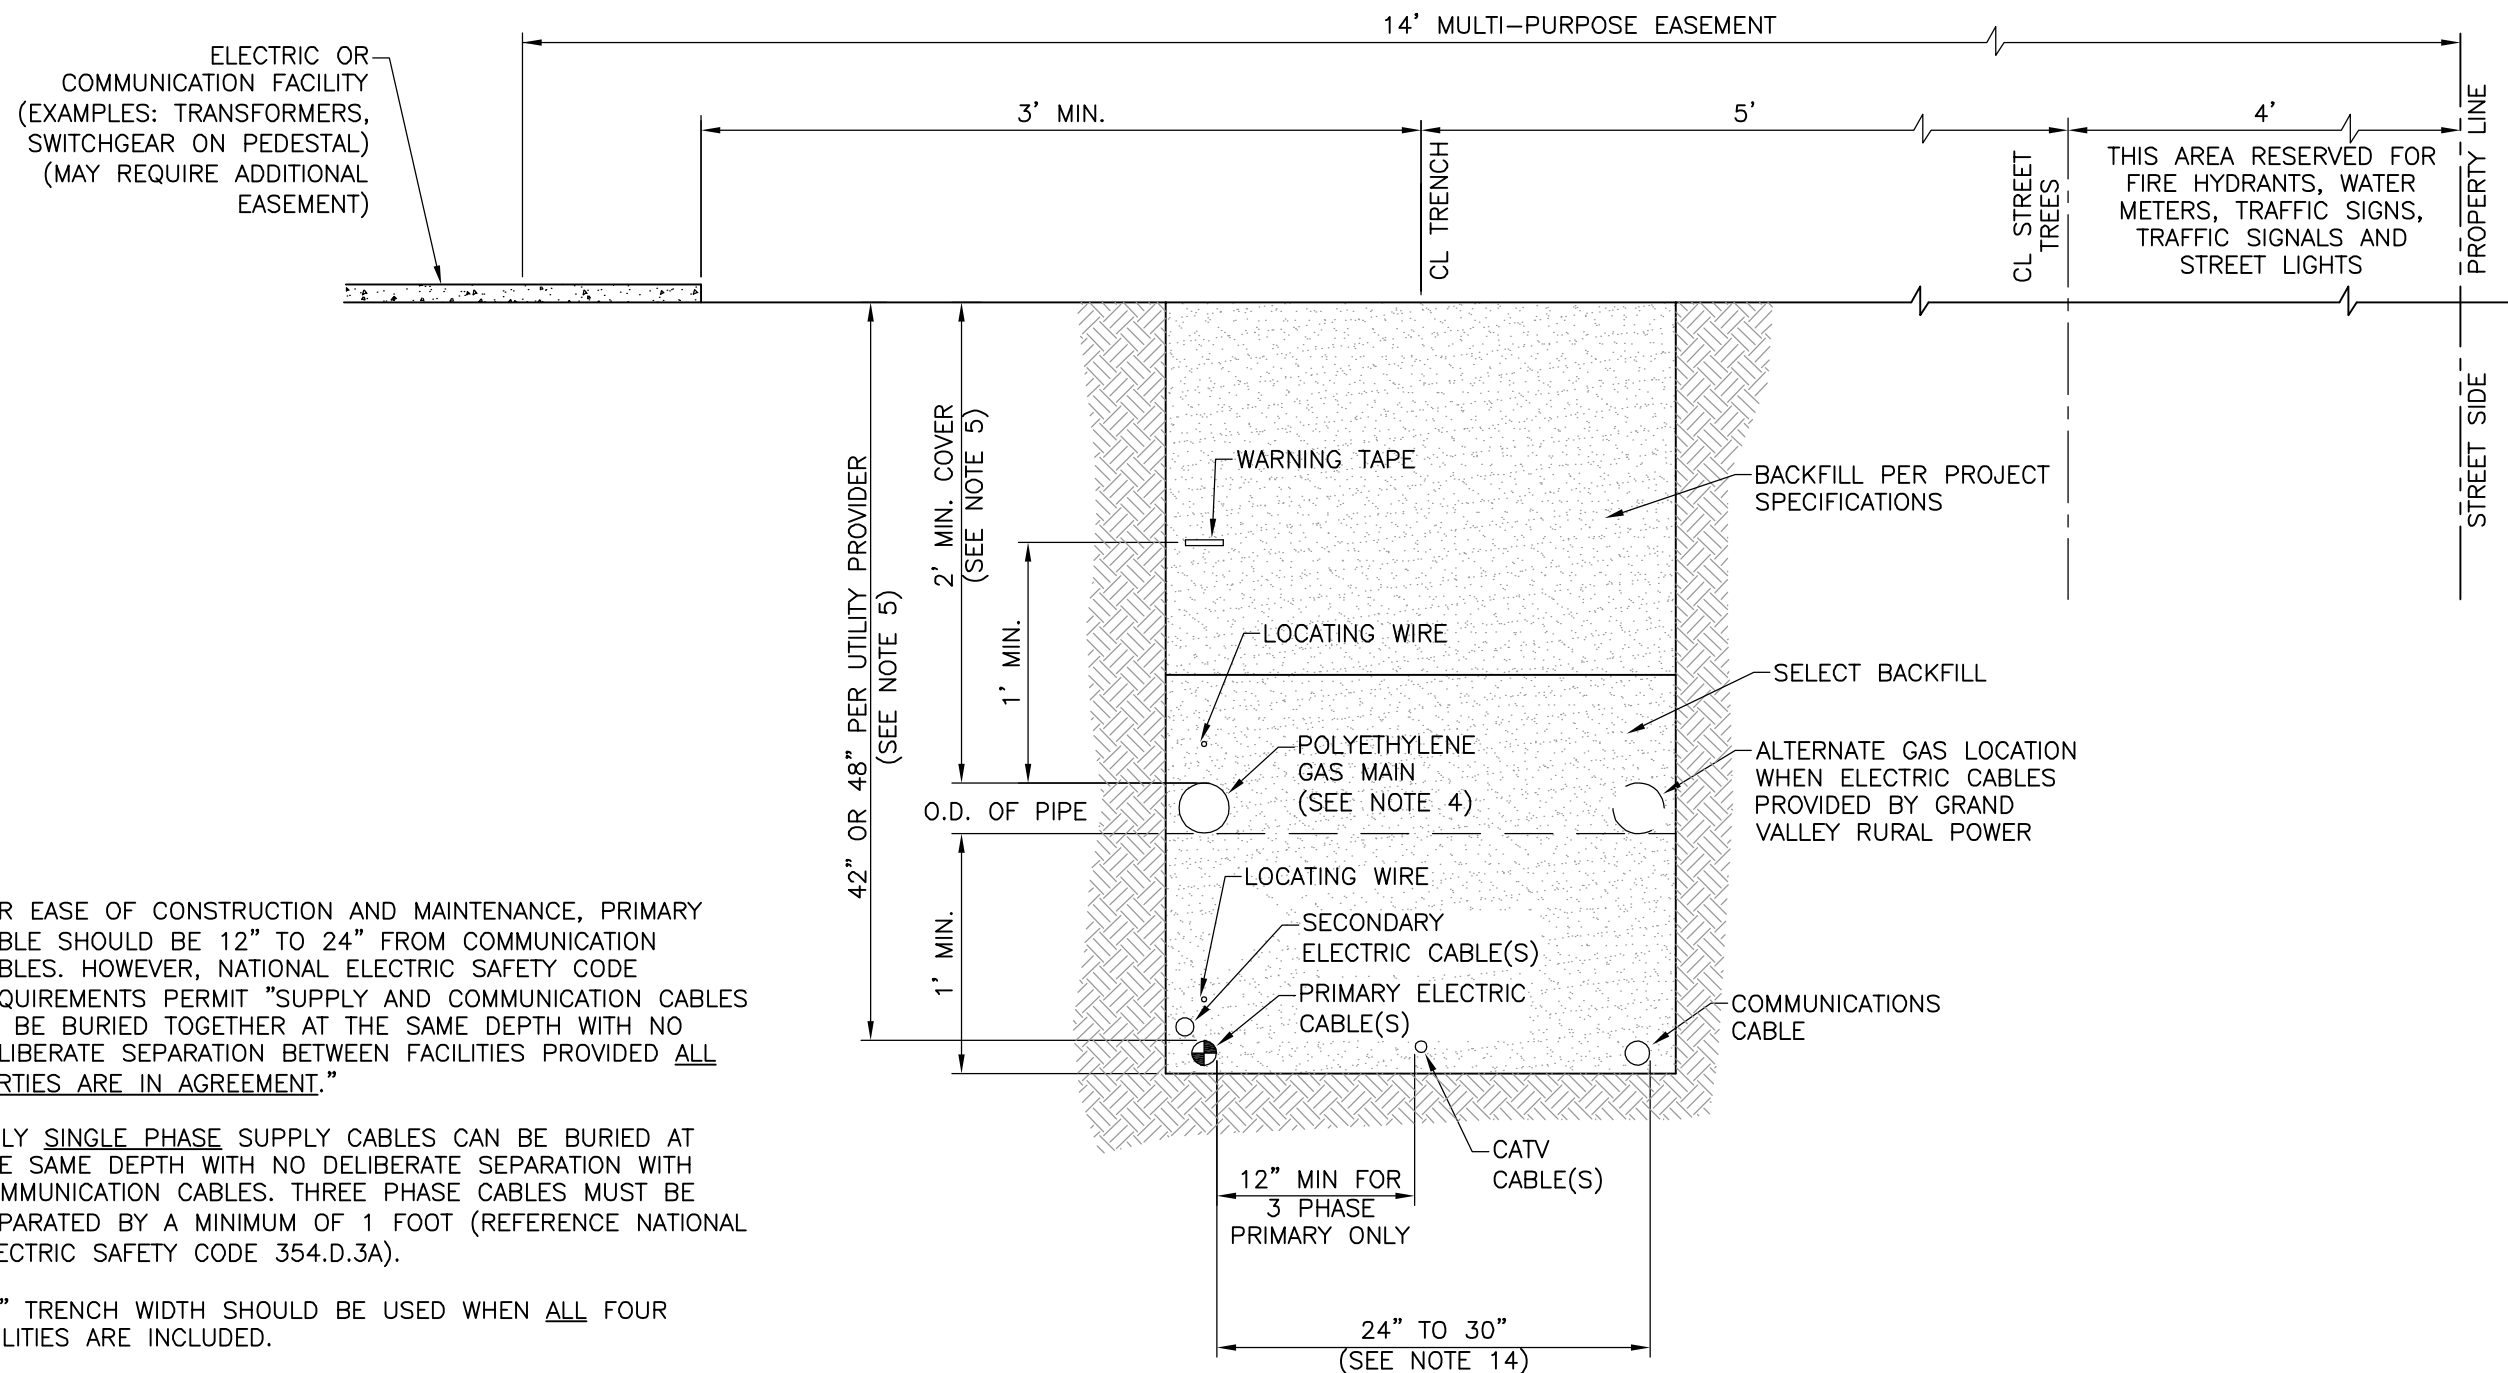 14' MULTI-PURPOSE EASEMENT
ELECTRIC OR
COMMUNICATION FACILITY
(EXAMPLES: TRANSFORMERS,
SWITCHGEAR ON PEDESTAL)
(MAY REQUIRE ADDITIONAL
EASEMENT)
3' MIN.
5'
4'
CL TRENCH
CL STREET
TREES
THIS AREA RESERVED FOR
FIRE HYDRANTS, WATER
METERS, TRAFFIC SIGNS,
TRAFFIC SIGNALS AND
STREET LIGHTS
PROPERTY LINE
STREET SIDE
42" OR 48" PER UTILITY PROVIDER
(SEE NOTE 5)
2' MIN. COVER
(SEE NOTE 5)
1' MIN.
WARNING TAPE
BACKFILL PER PROJECT
SPECIFICATIONS
LOCATING WIRE
SELECT BACKFILL
POLYETHYLENE
GAS MAIN
(SEE NOTE 4)
ALTERNATE GAS LOCATION
WHEN ELECTRIC CABLES
PROVIDED BY GRAND
VALLEY RURAL POWER
O.D. OF PIPE
1' MIN.
LOCATING WIRE
SECONDARY
ELECTRIC CABLE(S)
PRIMARY ELECTRIC
CABLE(S)
COMMUNICATIONS
CABLE
CATV
CABLE(S)
12" MIN FOR
3 PHASE
PRIMARY ONLY
24" TO 30"
(SEE NOTE 14)
R EASE OF CONSTRUCTION AND MAINTENANCE, PRIMARY
BLE SHOULD BE 12" TO 24" FROM COMMUNICATION
BLES. HOWEVER, NATIONAL ELECTRIC SAFETY CODE
QUIREMENTS PERMIT "SUPPLY AND COMMUNICATION CABLES
BE BURIED TOGETHER AT THE SAME DEPTH WITH NO
LIBERATE SEPARATION BETWEEN FACILITIES PROVIDED ALL
RTIES ARE IN AGREEMENT."
LY SINGLE PHASE SUPPLY CABLES CAN BE BURIED AT
E SAME DEPTH WITH NO DELIBERATE SEPARATION WITH
MMUNICATION CABLES. THREE PHASE CABLES MUST BE
PARATED BY A MINIMUM OF 1 FOOT (REFERENCE NATIONAL
ECTRIC SAFETY CODE 354.D.3A).
" TRENCH WIDTH SHOULD BE USED WHEN ALL FOUR
ILITIES ARE INCLUDED.